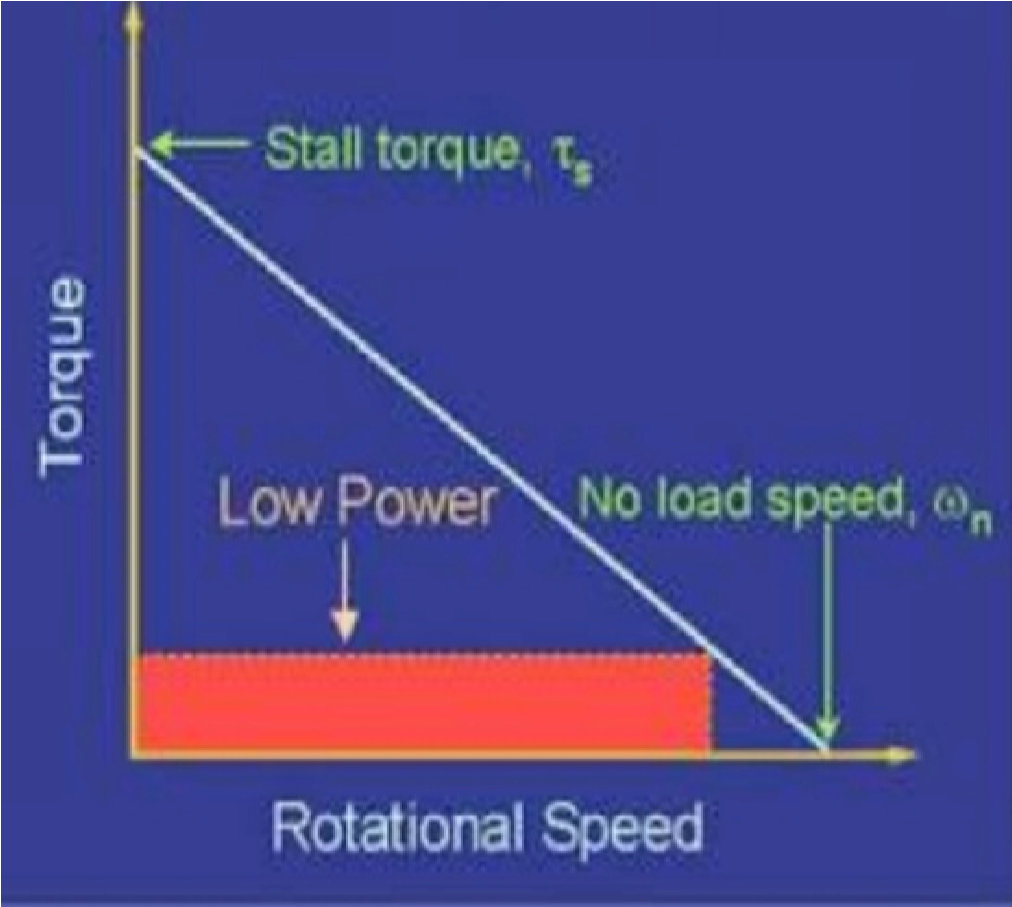 Stall torque, τs
Torque
Low Power
No load speed, ωn
Rotational Speed